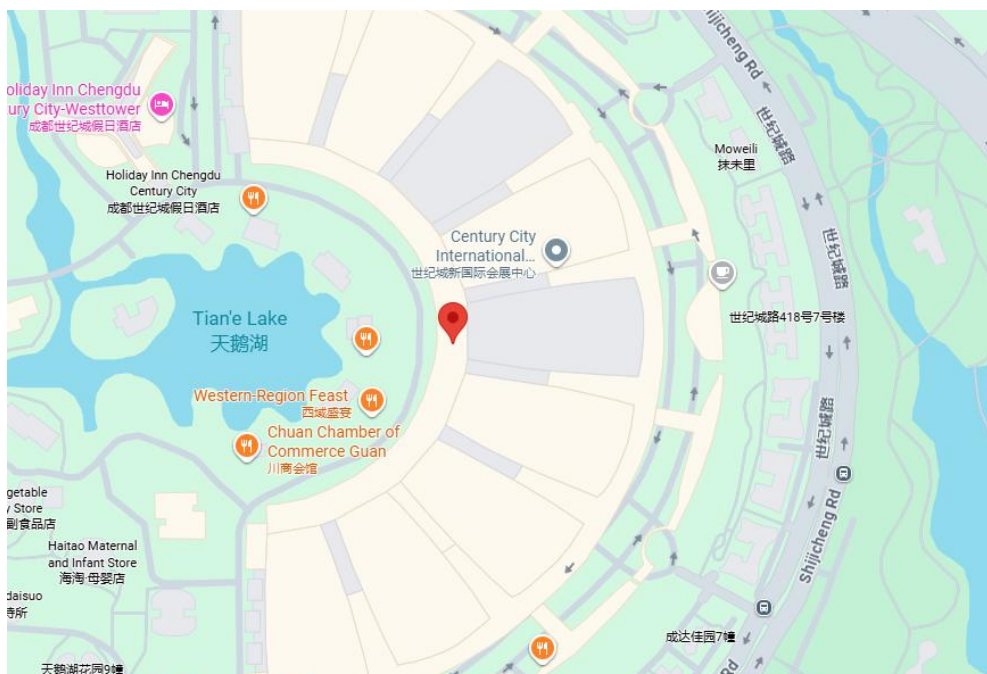 Shijicheng Rd
世纪城路
Holiday Inn Chengdu
Century City-Westtower
成都世纪城假日酒店
Moweili
抹未里
Holiday Inn Chengdu
Century City
成都世纪城假日酒店
世纪城路
Century City
International...
世纪城新国际会展中心
Tian'e Lake
天鹅湖
世纪城路418号7号楼
Western-Region Feast
西域盛宴
世纪城路
Chuan Chamber of
Commerce Guan
川商会馆
getable
y Store
副食品店
Shijicheng Rd
Haitao Maternal
and Infant Store
海淘·母婴店
daisuo
待所
成达佳园7幢
Rd
天鹅湖花园9幢